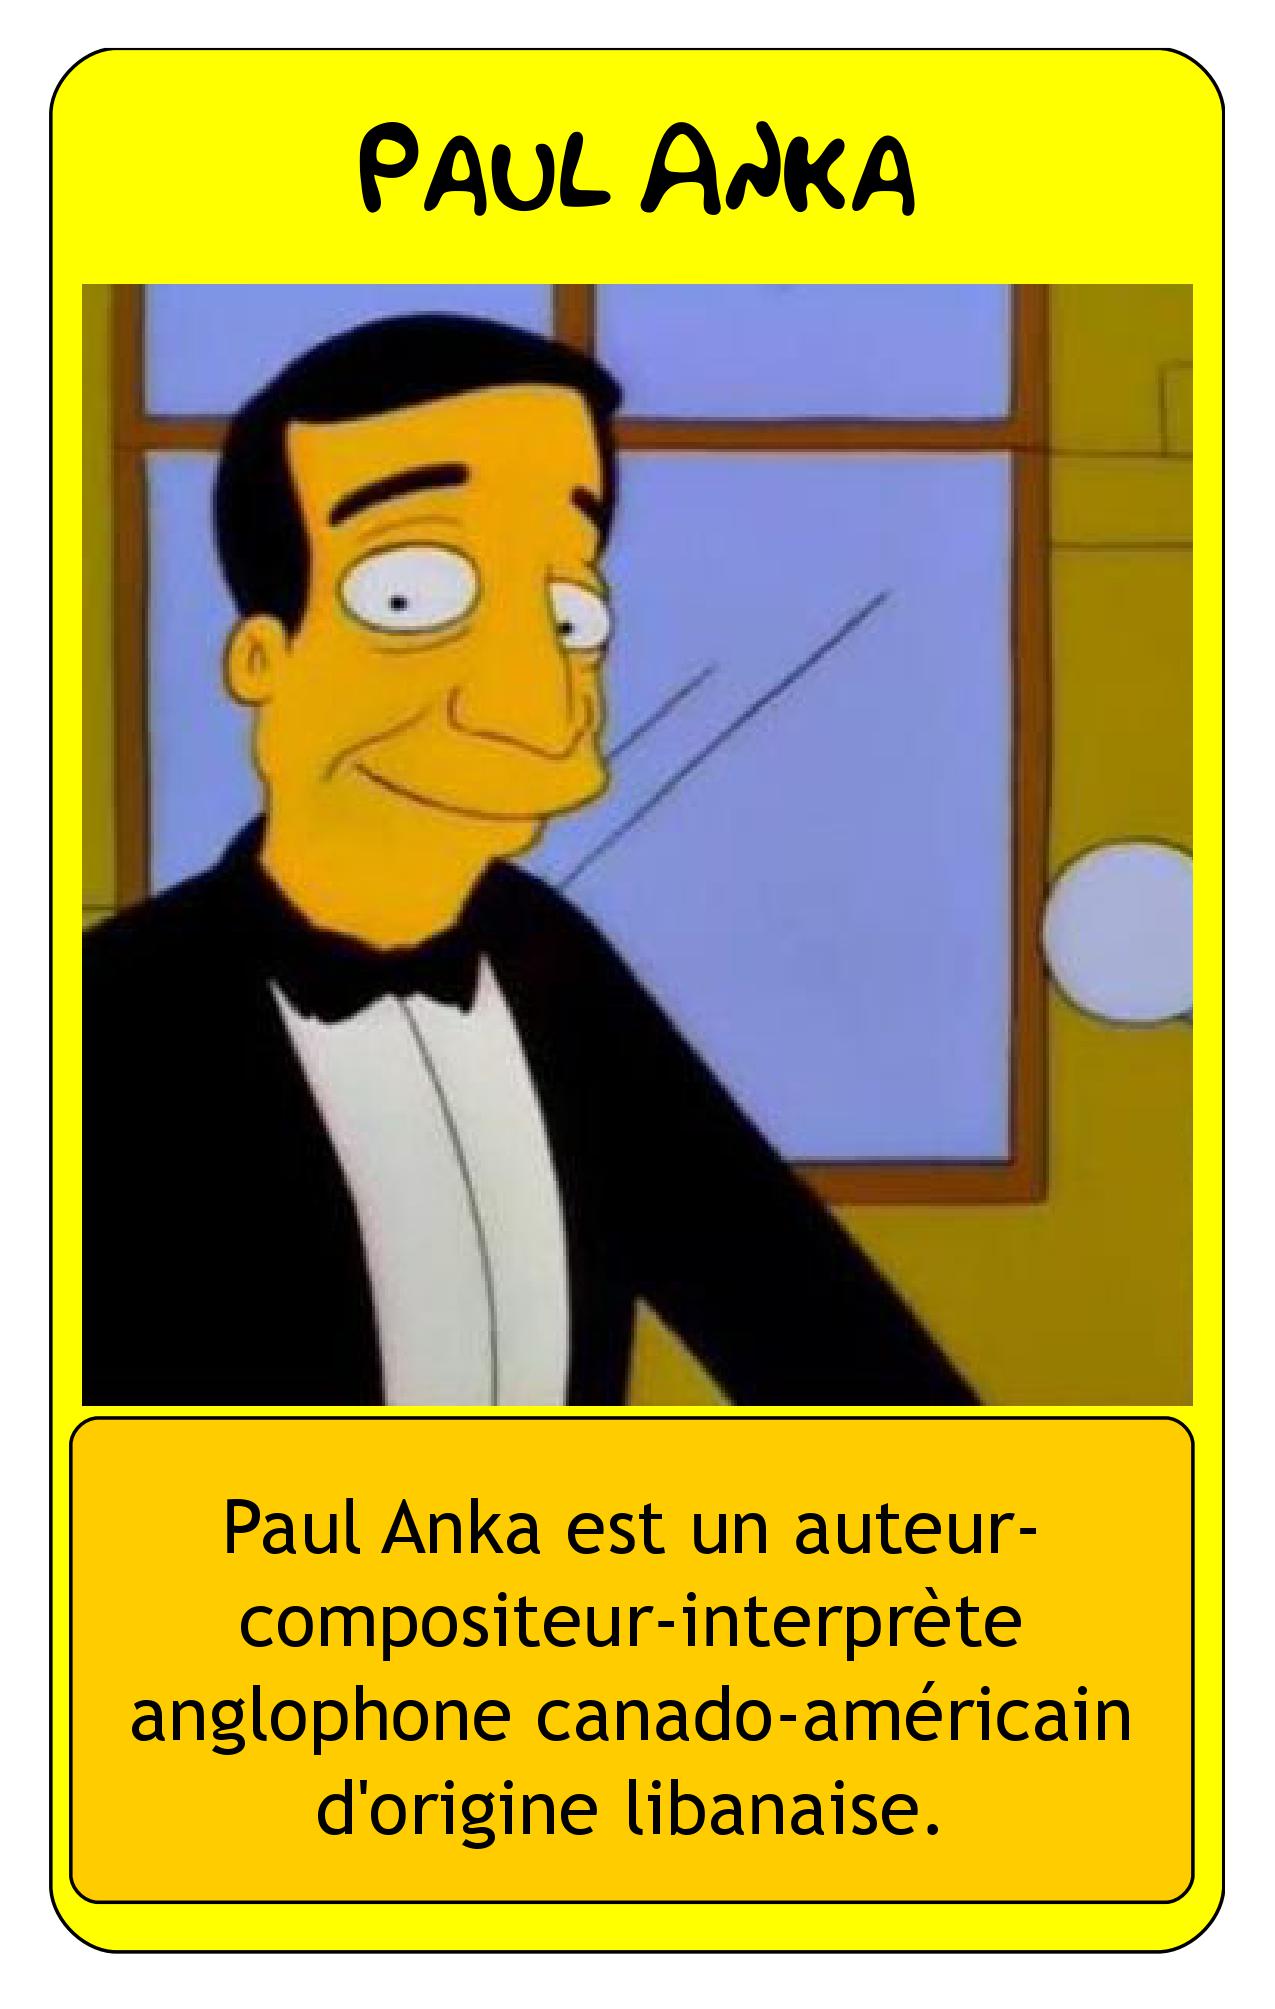 PAUL ANKA
Paul Anka est un auteur-
compositeur-interprète
anglophone canado-américain
d'origine libanaise.